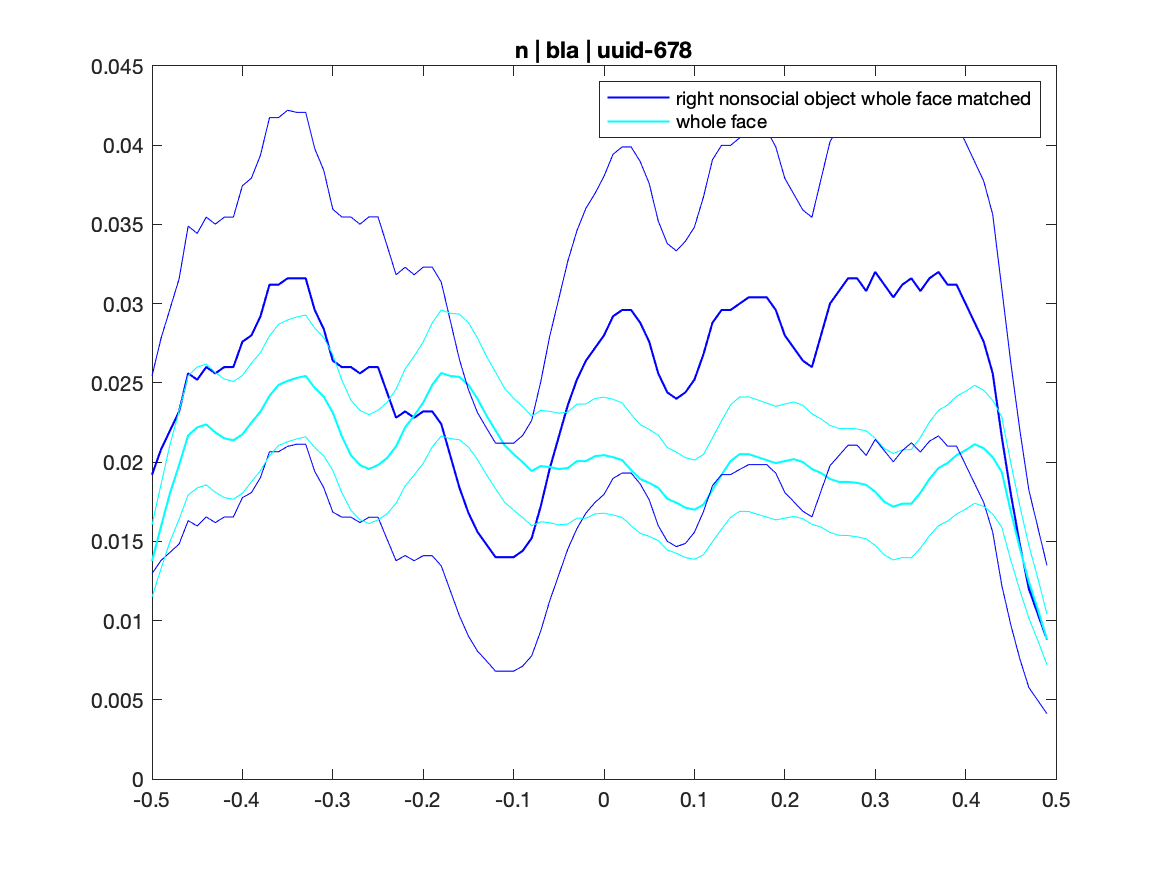 n | bla | uuid-678
right nonsocial object whole face matched
whole face
0.045
0.04
0.035
0.03
0.025
0.02
0.015
0.01
0.005
0
-0.5 -0.4 -0.3 -0.2 -0.1 0 0.1 0.2 0.3 0.4 0.5